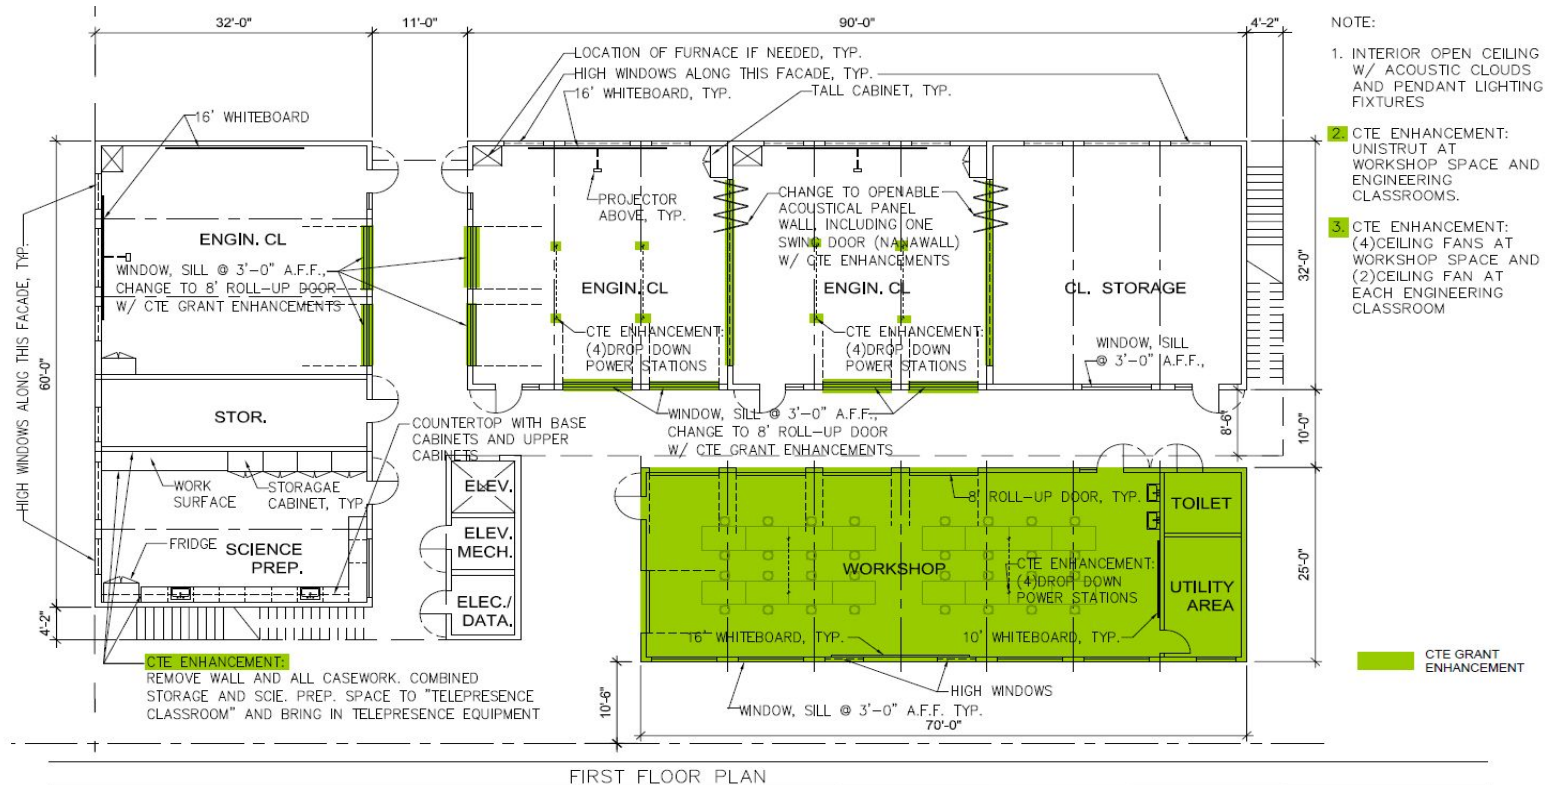 32'-0"
11'-0"
90'-0"
4'-2"
NOTE:
1. INTERIOR OPEN CEILING
W/ ACOUSTIC CLOUDS
AND PENDANT LIGHTING
FIXTURES
2. CTE ENHANCEMENT:
UNISTRUT AT
WORKSHOP SPACE AND
ENGINEERING
CLASSROOMS.
3. CTE ENHANCEMENT:
(4)CEILING FANS AT
WORKSHOP SPACE AND
(2)CEILING FAN AT
EACH ENGINEERING
CLASSROOM
LOCATION OF FURNACE IF NEEDED, TYP.
HIGH WINDOWS ALONG THIS FACADE, TYP.
16' WHITEBOARD, TYP.
TALL CABINET, TYP.
16' WHITEBOARD
PROJECTOR
ABOVE, TYP.
CHANGE TO OPENABLE
ACOUSTICAL PANEL
WALL, INCLUDING ONE
SWING DOOR (NANAWALL)
W/ CTE ENHANCEMENTS
ENGIN. CL
WINDOW, SILL @ 3'-0" A.F.F.,
CHANGE TO 8' ROLL-UP DOOR
W/ CTE GRANT ENHANCEMENTS
ENGIN. CL
ENGIN. CL
CL. STORAGE
32'-0"
HIGH WINDOWS ALONG THIS FACADE, TYP.
60'-0"
CTE ENHANCEMENT:
(4)DROP DOWN
POWER STATIONS
CTE ENHANCEMENT:
(4)DROP DOWN
POWER STATIONS
WINDOW, SILL
@ 3'-0" A.F.F.,
STOR.
COUNTERTOP WITH BASE
CABINETS AND UPPER
CABINETS
WINDOW, SILL @ 3'-0" A.F.F.,
CHANGE TO 8' ROLL-UP DOOR
W/ CTE GRANT ENHANCEMENTS
8'-6"
10'-0"
WORK
SURFACE
STORAGAE
CABINET, TYP
ELEV.
8' ROLL-UP DOOR, TYP.
TOILET
FRIDGE
SCIENCE
PREP.
ELEV.
MECH.
WORKSHOP
CTE ENHANCEMENT:
(4)DROP DOWN
POWER STATIONS
UTILITY
AREA
25'-0"
ELEC./
DATA.
4'-2"
16' WHITEBOARD, TYP.
10' WHITEBOARD, TYP.
CTE ENHANCEMENT:
REMOVE WALL AND ALL CASEWORK. COMBINED
STORAGE AND SCIE. PREP. SPACE TO "TELEPRESENCE
CLASSROOM" AND BRING IN TELEPRESENCE EQUIPMENT
CTE GRANT
ENHANCEMENT
HIGH WINDOWS
10'-6"
WINDOW, SILL @ 3'-0" A.F.F. TYP.
70'-0"
FIRST FLOOR PLAN